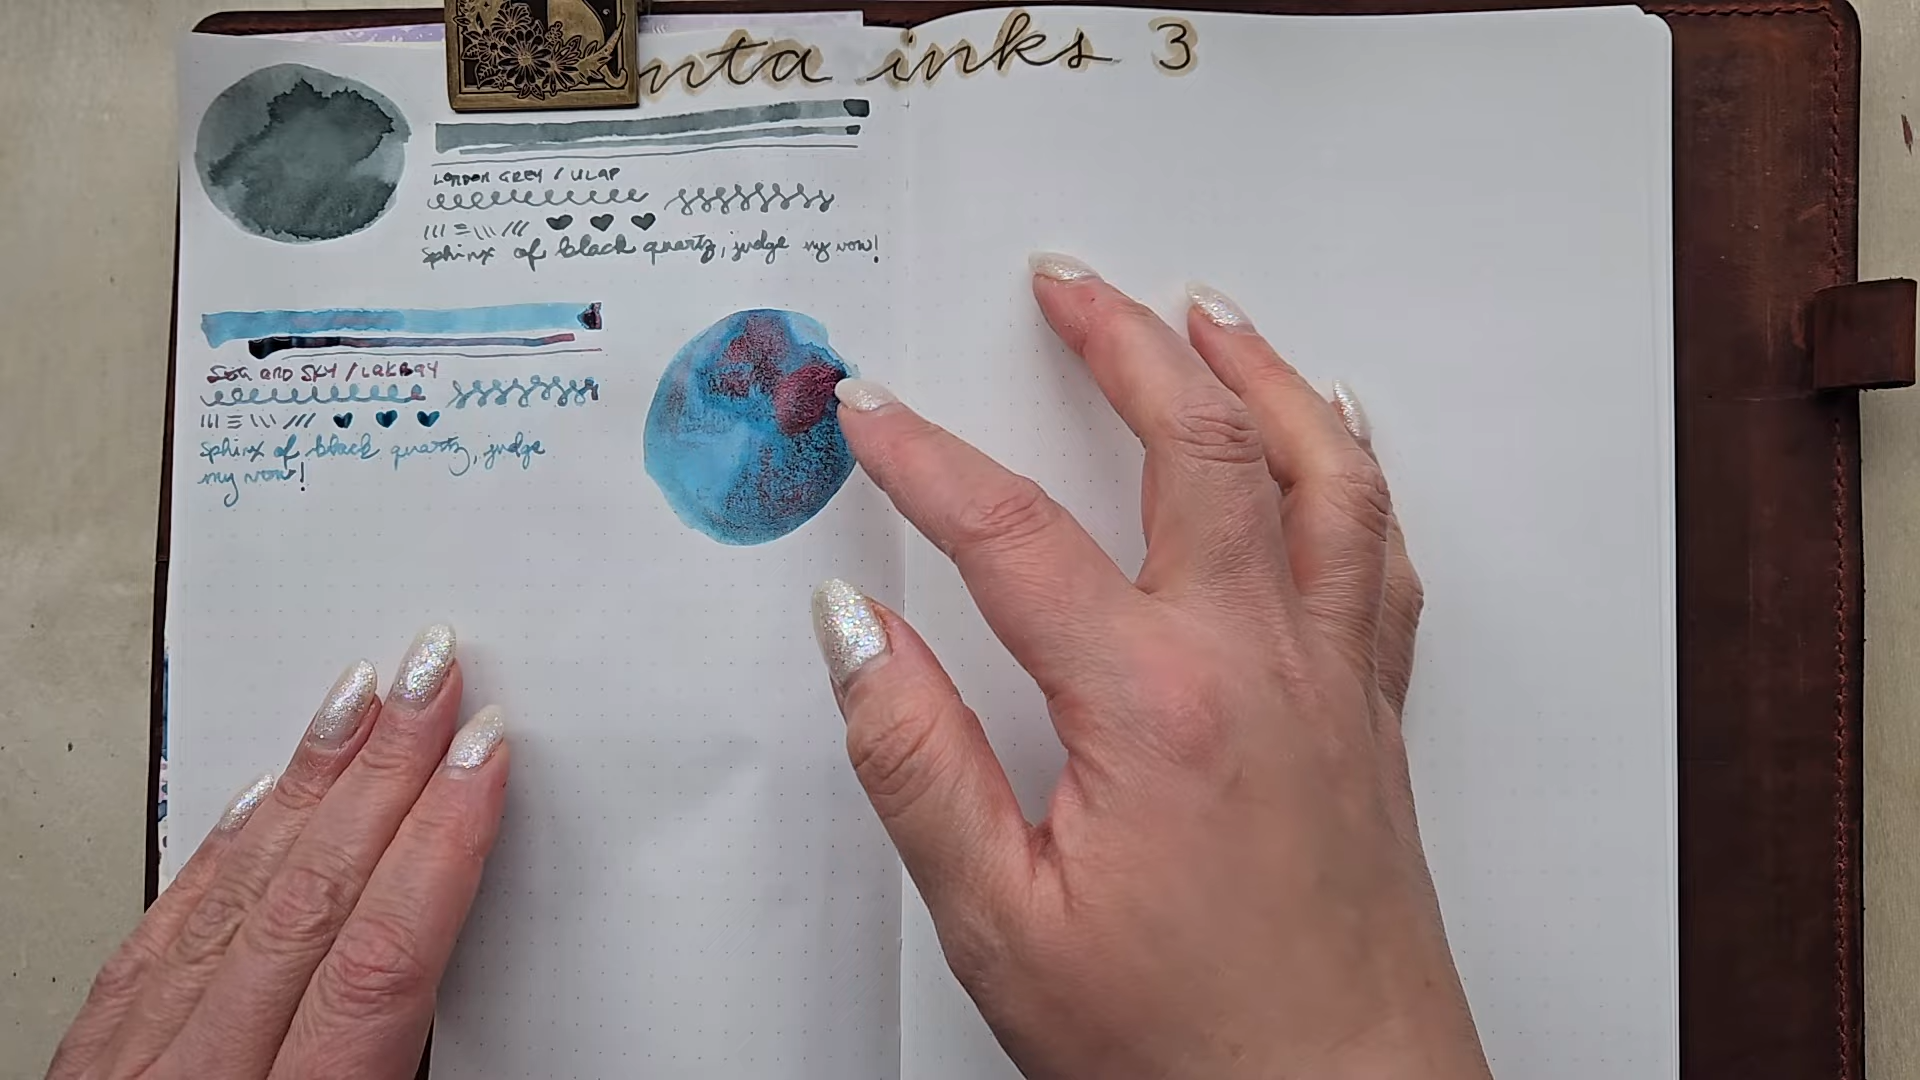 nta inks 3
LONDON GREY / ULAP
sphinx of black quartz, judge my vow!
SEA AND SKY / LAKBAY
sphinx of black quartz, judge
my vow!